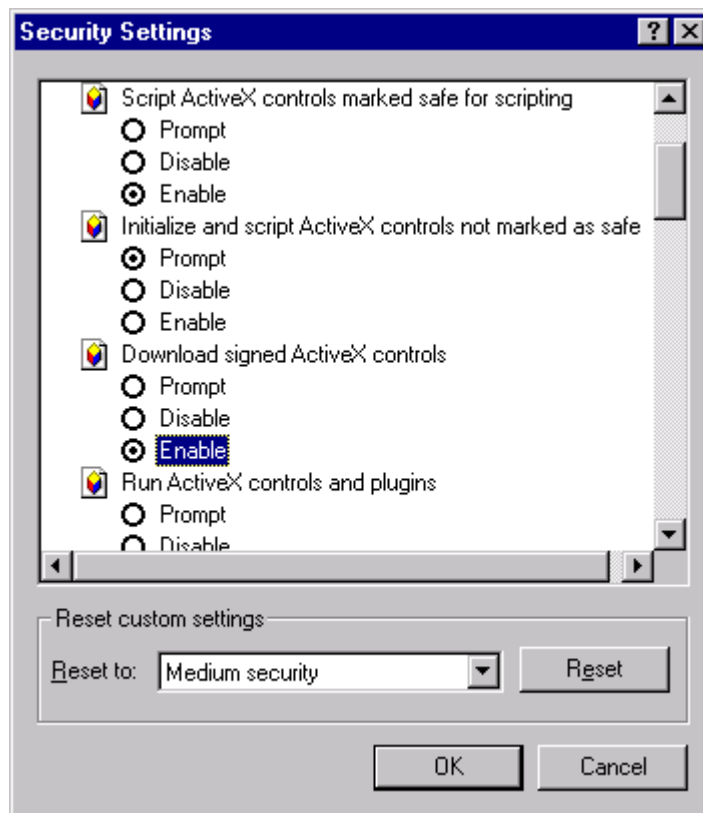 Security Settings
Script ActiveX controls marked safe for scripting
Prompt
Disable
Enable
Initialize and script ActiveX controls not marked as safe
Prompt
Disable
Enable
Download signed ActiveX controls
Prompt
Disable
Enable
Run ActiveX controls and plugins
Prompt
Disable
Reset custom settings
Reset to: Medium security Reset
OK Cancel